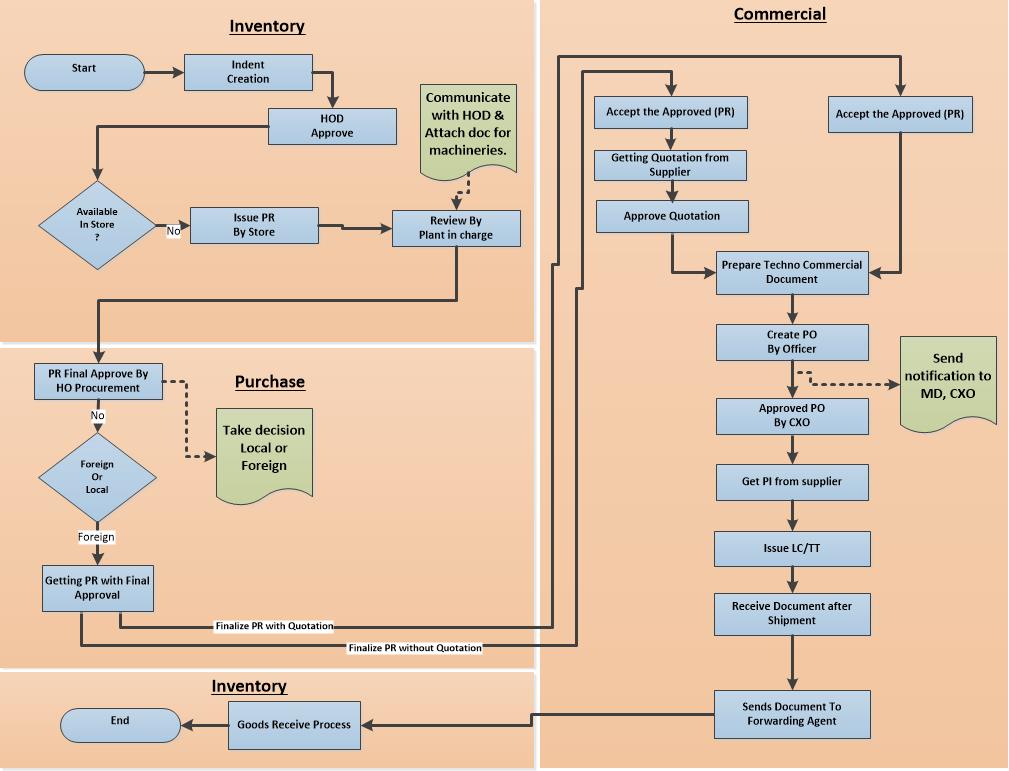 Inventory
Start
Indent
Creation
HOD
Approve
Communicate
with HOD &
Attach doc for
machineries.
Available
In Store
?
No
Issue PR
By Store
Review By
Plant in charge
Purchase
PR Final Approve By
HO Procurement
No
Take decision
Local or
Foreign
Foreign
Or
Local
Foreign
Getting PR with Final
Approval
Finalize PR with Quotation
Finalize PR without Quotation
Commercial
Accept the Approved (PR)
Accept the Approved (PR)
Getting Quotation from
Supplier
Approve Quotation
Prepare Techno Commercial
Document
Create PO
By Officer
Send
notification to
MD, CXO
Approved PO
By CXO
Get PI from supplier
Issue LC/TT
Receive Document after
Shipment
Sends Document To
Forwarding Agent
Inventory
Goods Receive Process
End